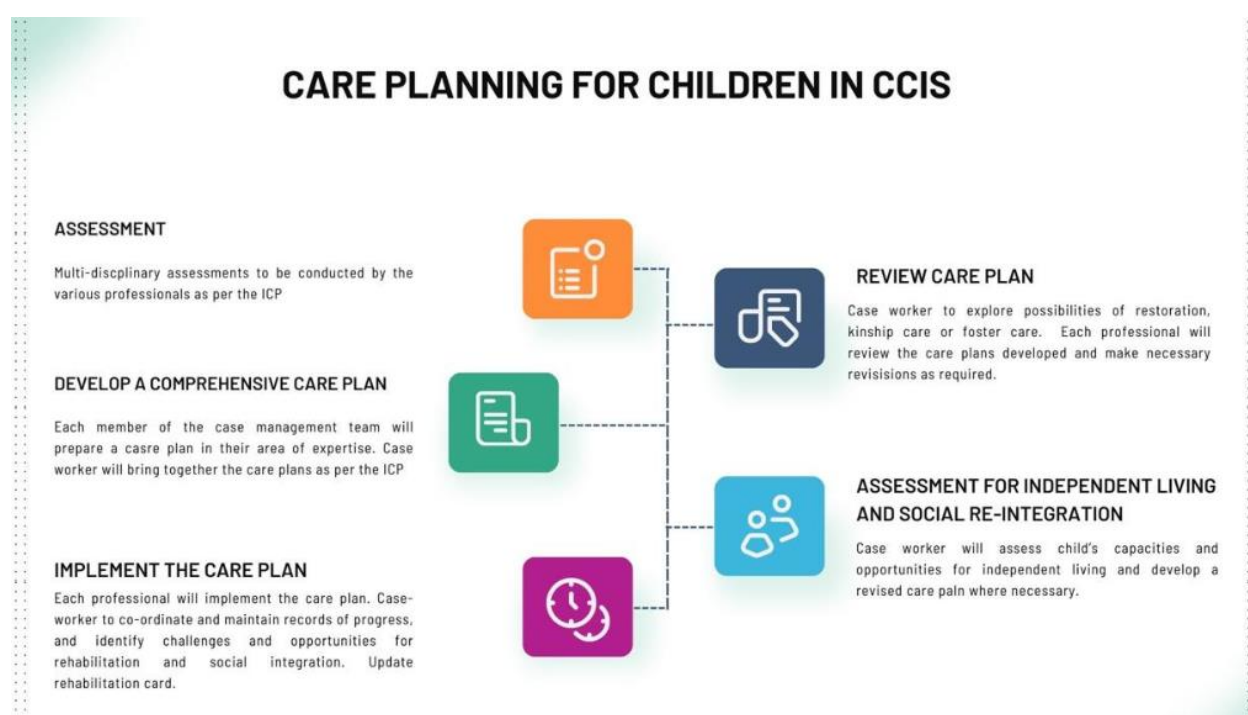 CARE PLANNING FOR CHILDREN IN CCIS
ASSESSMENT
Multi-discplinary assessments to be conducted by the
various professionals as per the ICP
DEVELOP A COMPREHENSIVE CARE PLAN
Each member of the case management team will
prepare a casre plan in their area of expertise. Case
worker will bring together the care plans as per the ICP
IMPLEMENT THE CARE PLAN
Each professional will implement the care plan. Case-
worker to co-ordinate and maintain records of progress,
and identify challenges and opportunities for
rehabilitation and social integration. Update
rehabilitation card.
REVIEW CARE PLAN
Case worker to explore possibilities of restoration,
kinship care or foster care. Each professional will
review the care plans developed and make necessary
revisisions as required.
ASSESSMENT FOR INDEPENDENT LIVING
AND SOCIAL RE-INTEGRATION
Case worker will assess child's capacities and
opportunities for independent living and develop a
revised care paln where necessary.